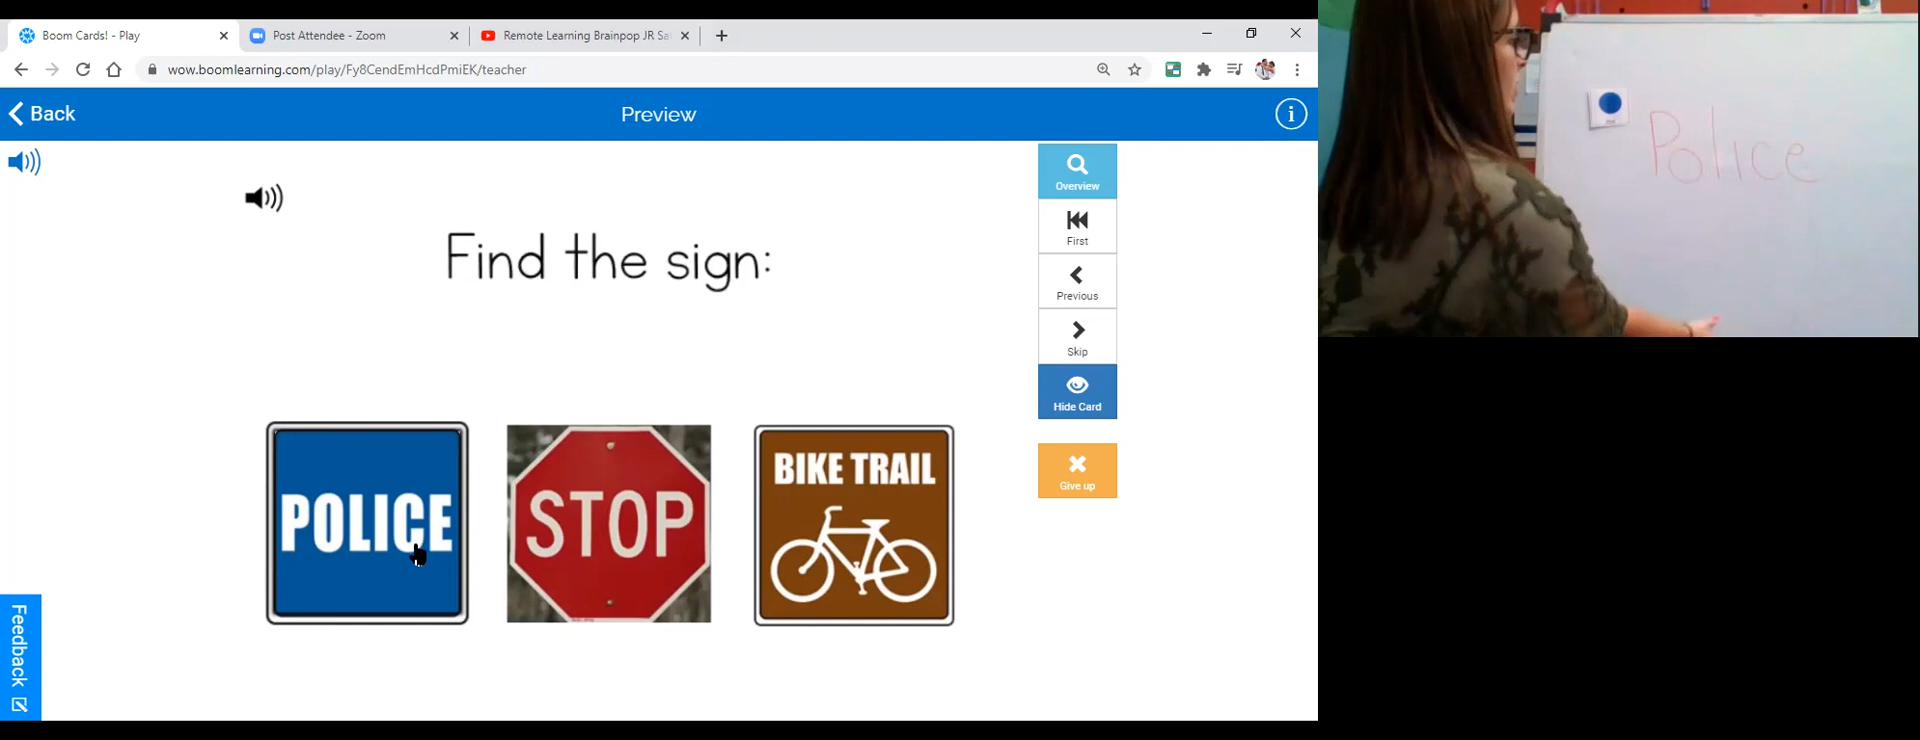 Boom Cards! - Play
Post Attendee - Zoom
Remote Learning Brainpop JR Sa
wow.boomlearning.com/play/Fy8CendEmHcdPmiEK/teacher
Back
Preview
i
Find the sign:
Overview
First
Previous
Skip
Hide Card
Give up
POLICE
STOP
BIKE TRAIL
Feedback
Police